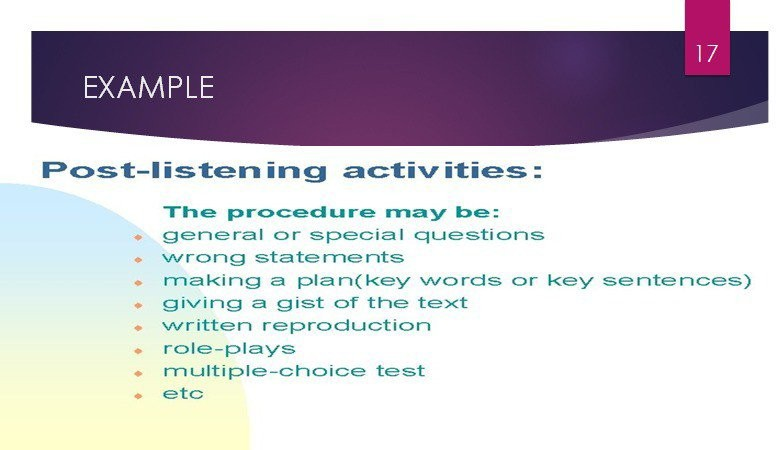 17
EXAMPLE
Post-listening activities:
The procedure may be:
general or special questions
wrong statements
making a plan(key words or key sentences)
giving a gist of the text
written reproduction
role-plays
multiple-choice test
etc